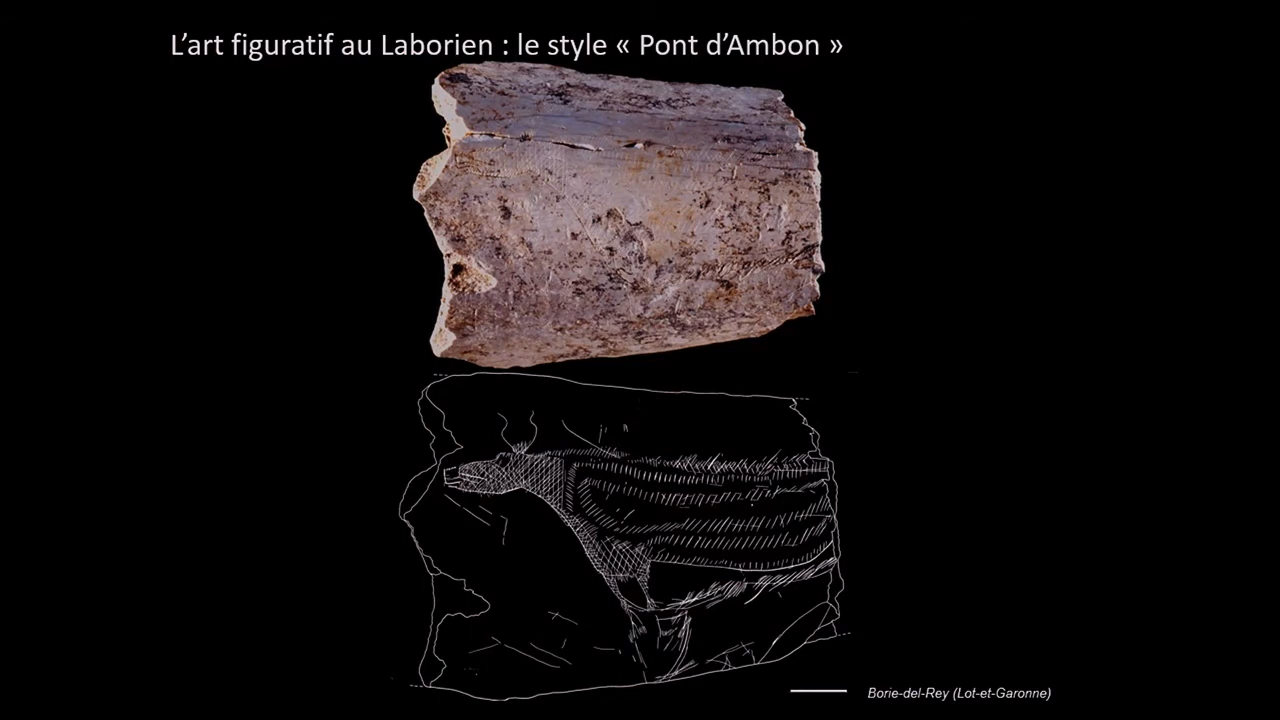 L’art figuratif au Laborien : le style « Pont d’Ambon »
Borie-del-Rey (Lot-et-Garonne)